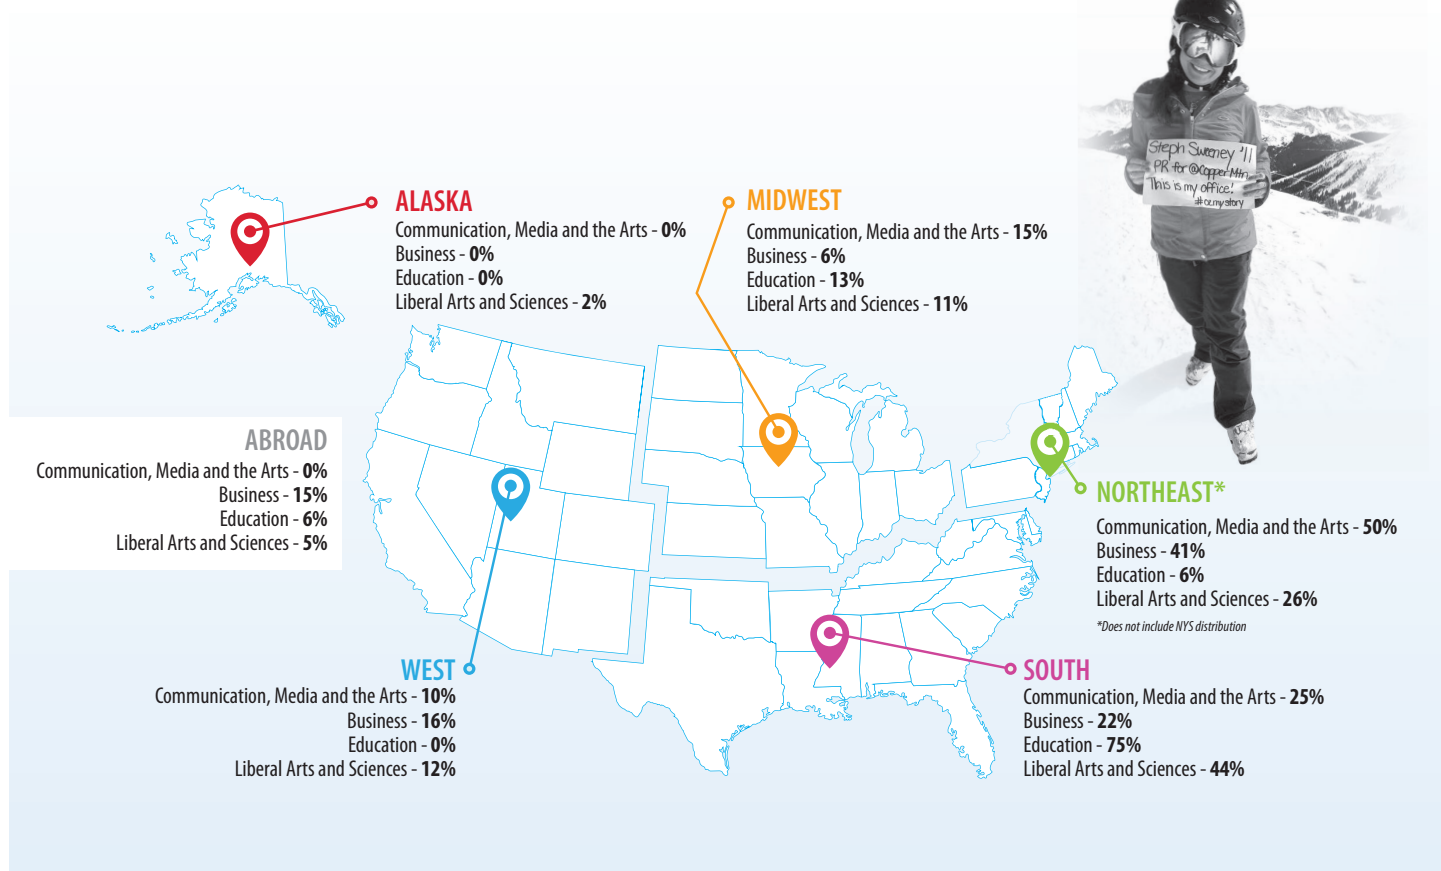 Steph Sweeney '11
PR for @Copper Mtn
This is my office!
#ozmystory
ALASKA
Communication, Media and the Arts - 0%
Business - 0%
Education - 0%
Liberal Arts and Sciences - 2%
MIDWEST
Communication, Media and the Arts - 15%
Business - 6%
Education - 13%
Liberal Arts and Sciences - 11%
ABROAD
Communication, Media and the Arts - 0%
Business - 15%
Education - 6%
Liberal Arts and Sciences - 5%
NORTHEAST*
Communication, Media and the Arts - 50%
Business - 41%
Education - 6%
Liberal Arts and Sciences - 26%
*Does not include NYS distribution
WEST
Communication, Media and the Arts - 10%
Business - 16%
Education - 0%
Liberal Arts and Sciences - 12%
SOUTH
Communication, Media and the Arts - 25%
Business - 22%
Education - 75%
Liberal Arts and Sciences - 44%